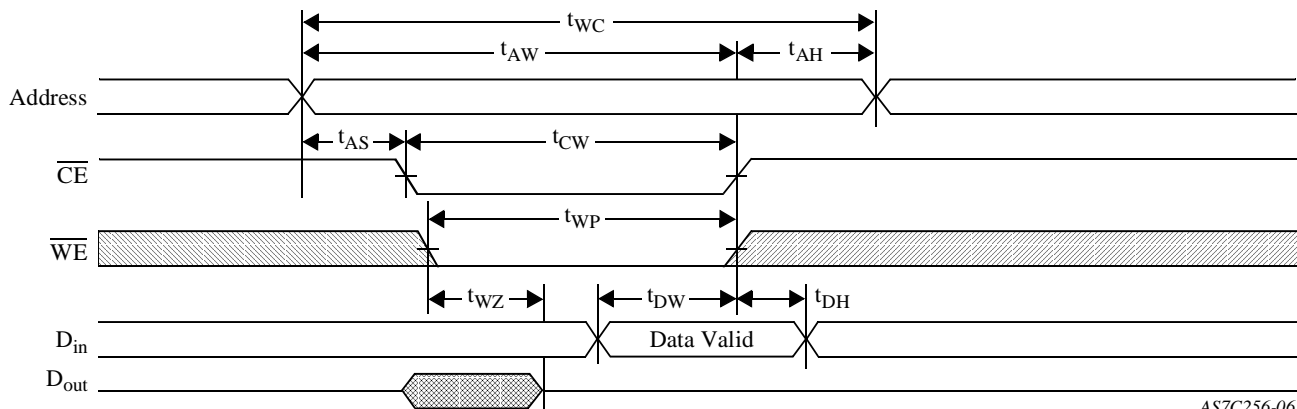 tWC
tAW
tAH
Address
tAS
tCW
CE
tWP
WE
tWZ
tDW
tDH
Din
Data Valid
Dout
AS7C256-06